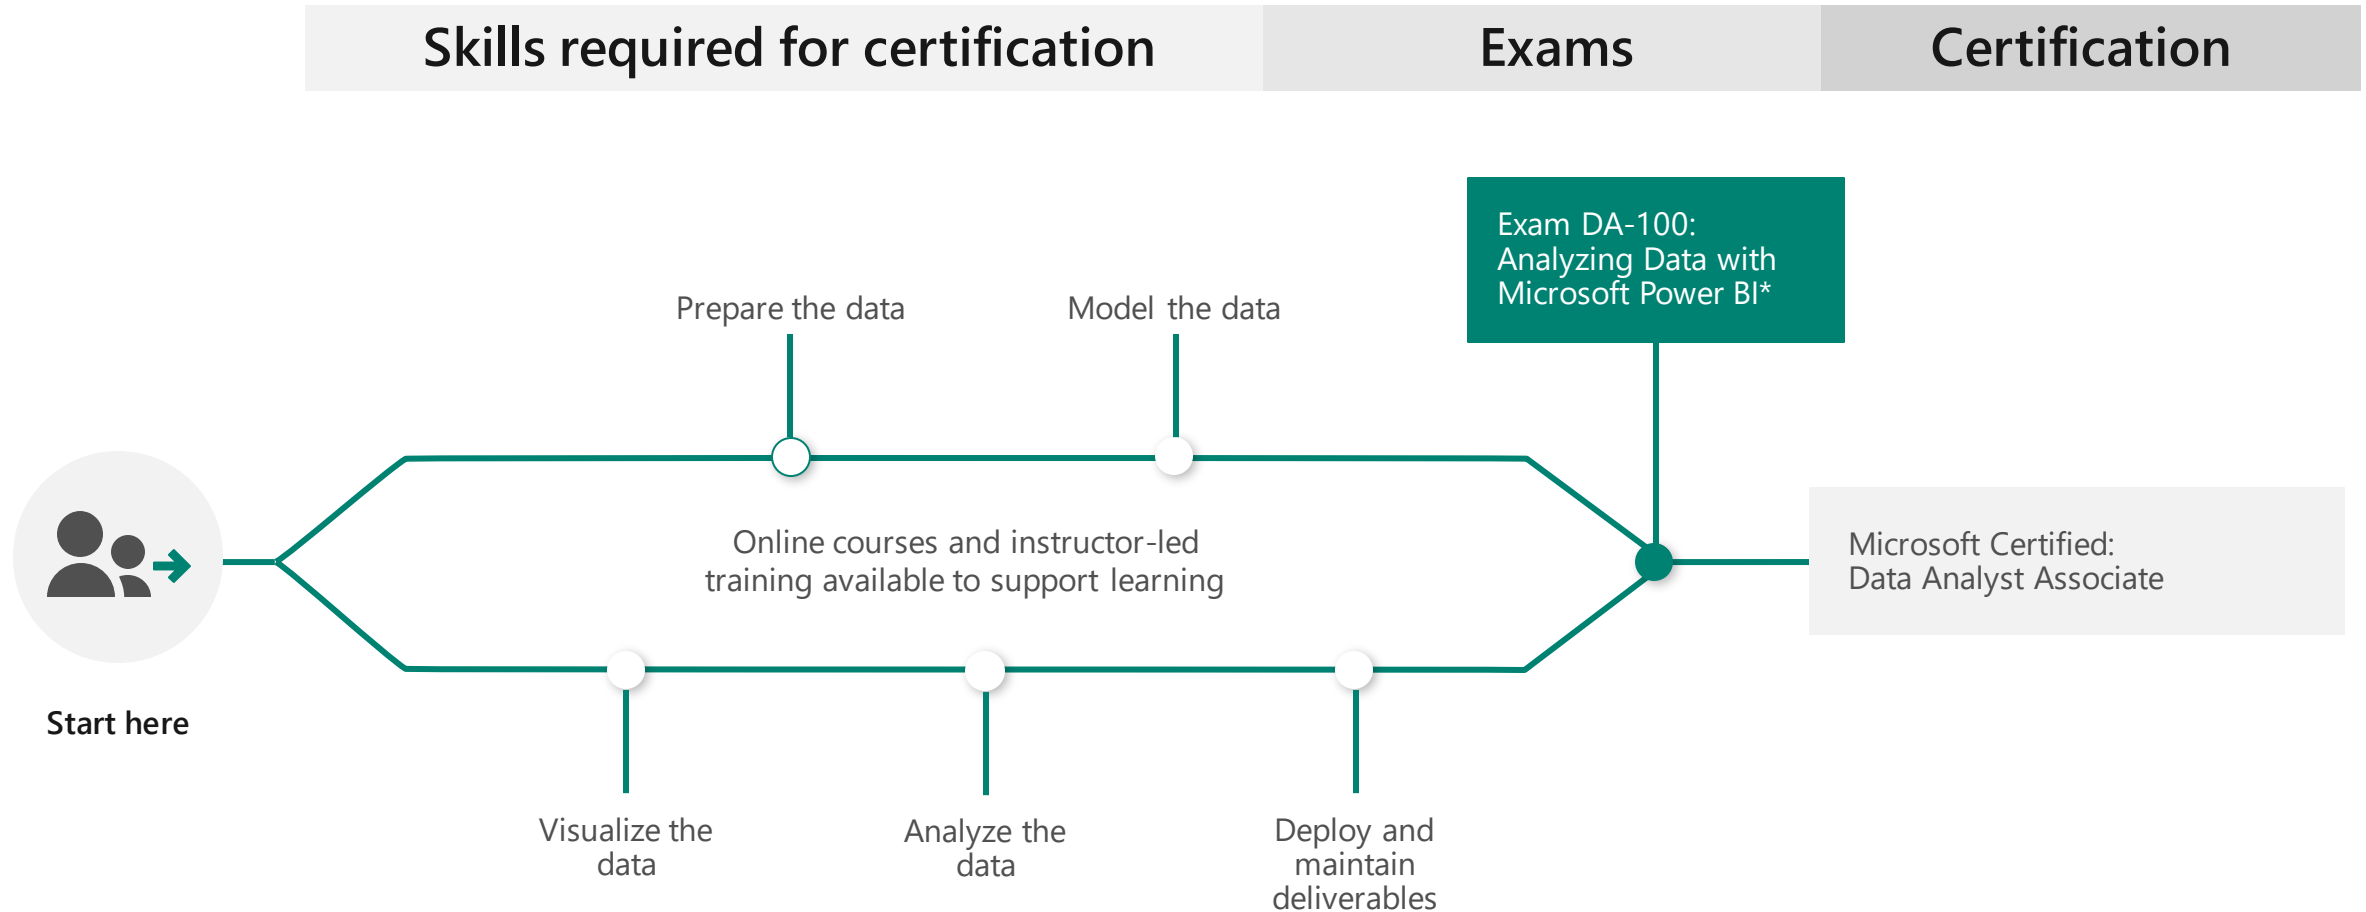 Skills required for certification
Exams
Certification
Exam DA-100:
Analyzing Data with
Microsoft Power BI*
Prepare the data
Model the data
Online courses and instructor-led
training available to support learning
Microsoft Certified:
Data Analyst Associate
Start here
Visualize the
data
Analyze the
data
Deploy and
maintain
deliverables